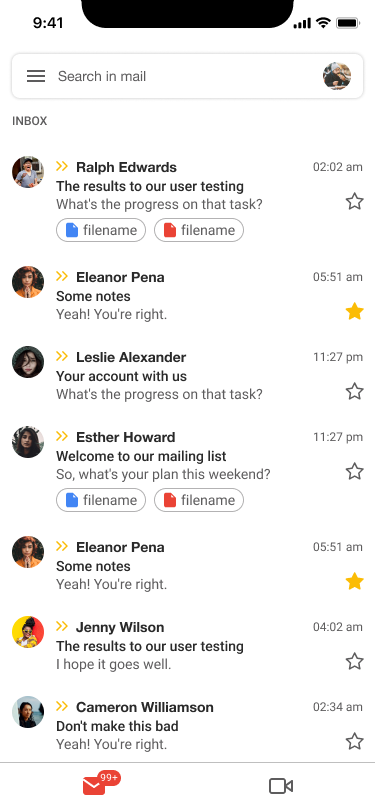 9:41
Search in mail
INBOX
Ralph Edwards 02:02 am
The results to our user testing
What's the progress on that task?
filename filename
Eleanor Pena 05:51 am
Some notes
Yeah! You're right.
Leslie Alexander 11:27 pm
Your account with us
What's the progress on that task?
Esther Howard 11:27 pm
Welcome to our mailing list
So, what's your plan this weekend?
filename filename
Eleanor Pena 05:51 am
Some notes
Yeah! You're right.
Jenny Wilson 04:02 am
The results to our user testing
I hope it goes well.
Cameron Williamson 02:34 am
Don't make this bad
Yeah! You're right.
99+